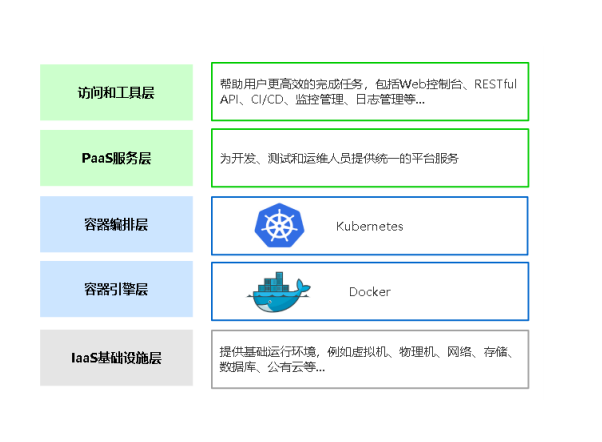 访问和工具层
帮助用户更高效的完成任务，包括Web控制台、RESTful
API、CI/CD、监控管理、日志管理等...
PaaS服务层
为开发、测试和运维人员提供统一的平台服务
容器编排层
Kubernetes
容器引擎层
Docker
IaaS基础设施层
提供基础运行环境，例如虚拟机、物理机、网络、存储、
数据库、公有云等...